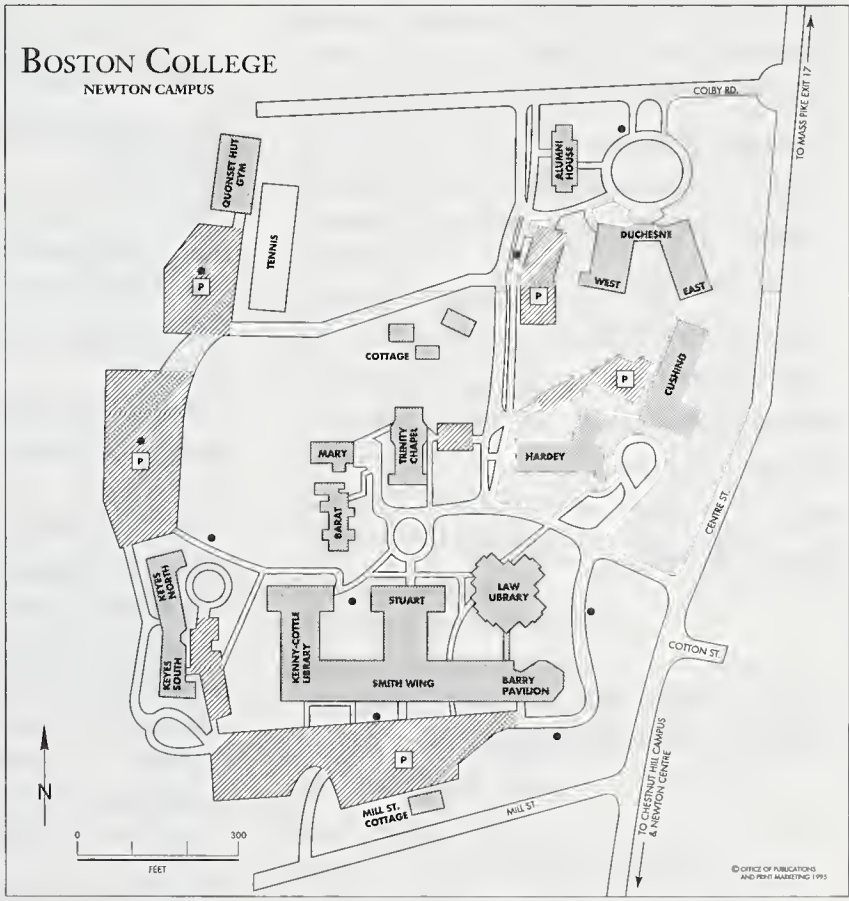 BOSTON COLLEGE
NEWTON CAMPUS
COLBY RD.
TO MASS PIKE EXIT 17
ALUMNI
HOUSE
QUONSET HUT
GYM
TENNIS
DUCHESNE
WEST
EAST
P
P
COTTAGE
P
CUSHING
MARY
TRINITY
CHAPEL
HARDEY
P
BARAT
CENTRE ST.
KEYES
NORTH
KEYES
SOUTH
STUART
LAW
LIBRARY
KENNY-COTTLE
LIBRARY
SMITH WING
BARRY
PAVILION
COTTON ST.
P
MILL ST.
COTTAGE
MILL ST.
TO CHESTNUT HILL CAMPUS
& NEWTON CENTRE
N
0
300
FEET
© OFFICE OF PUBLICATIONS
AND PRINT MARKETING 1995